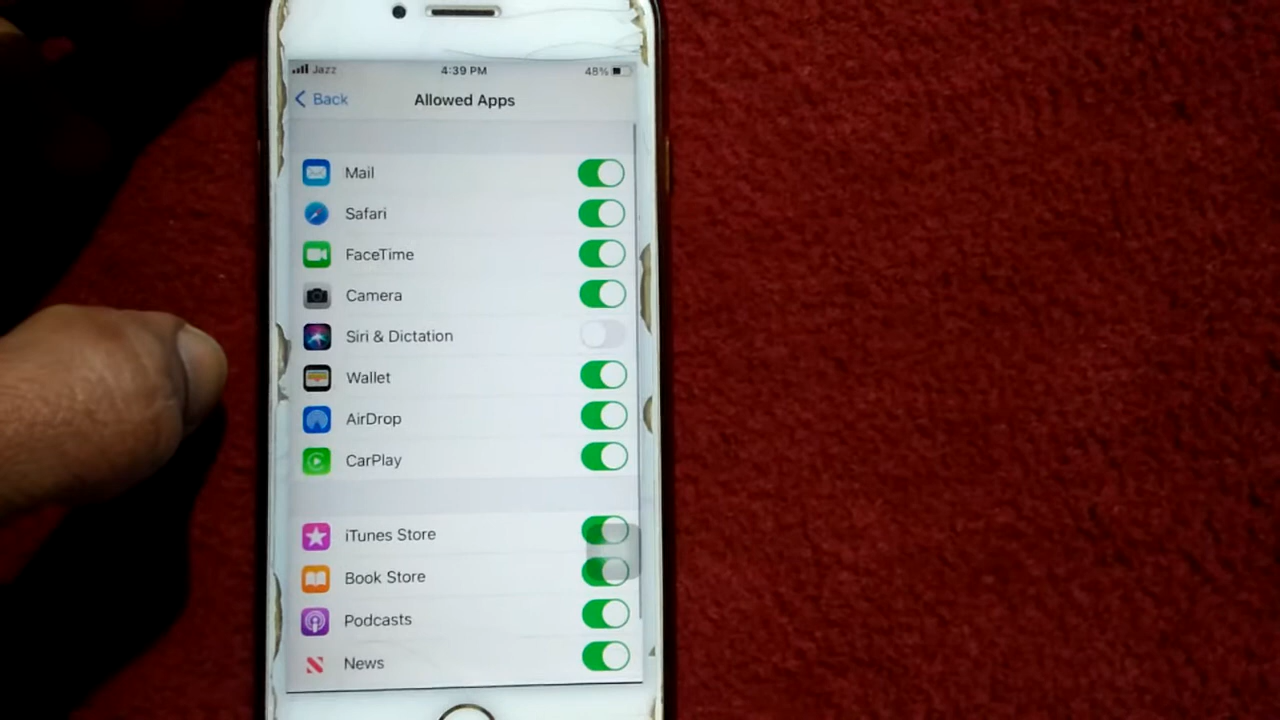 Jazz 4:39 PM 48%
Back Allowed Apps
Mail
Safari
FaceTime
Camera
Siri & Dictation
Wallet
AirDrop
CarPlay
iTunes Store
Book Store
Podcasts
News